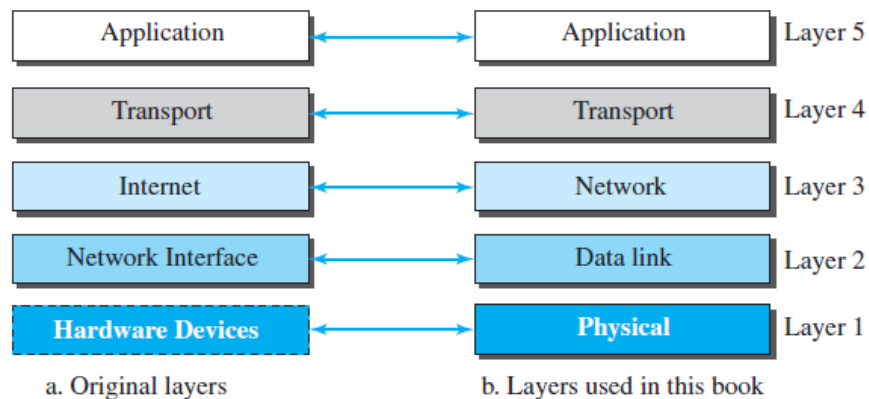 Application Application Layer 5
Transport Transport Layer 4
Internet Network Layer 3
Network Interface Data link Layer 2
Hardware Devices Physical Layer 1
a. Original layers b. Layers used in this book